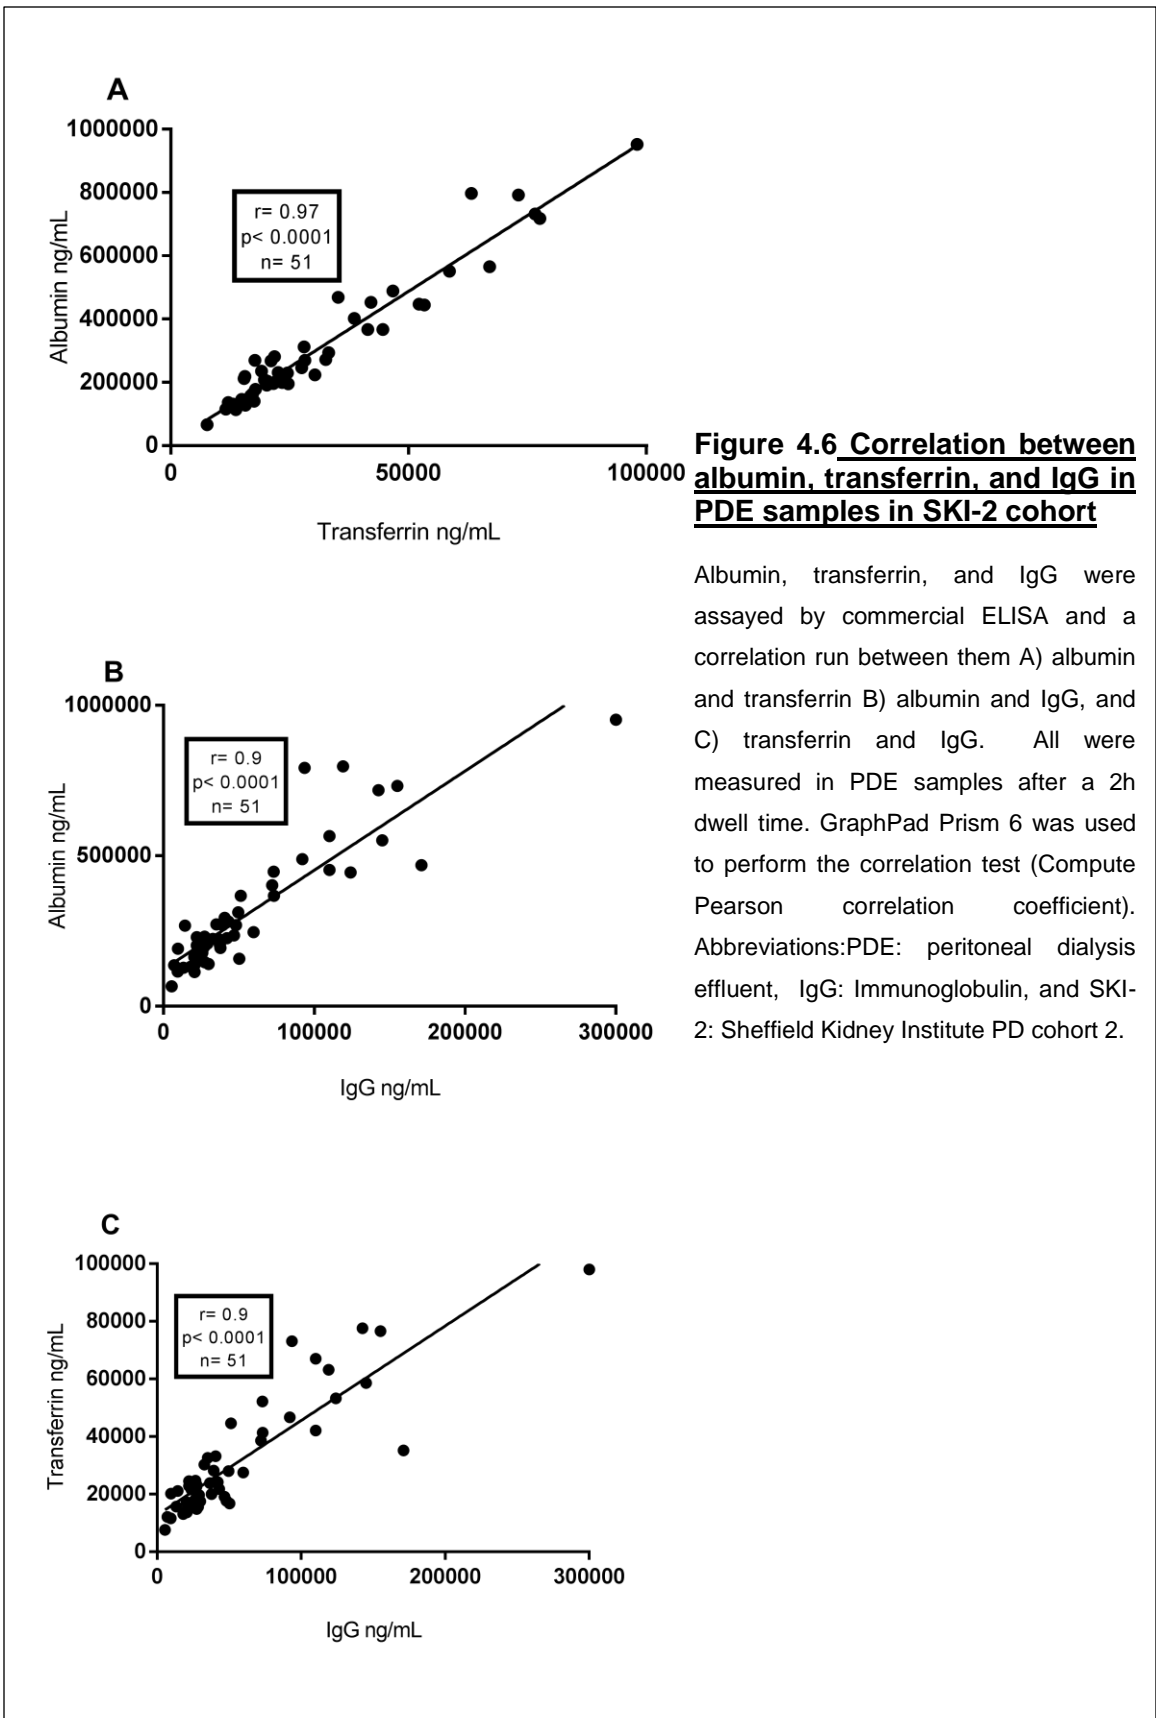 A
1000000
800000
600000
400000
200000
0
Albumin ng/mL
r= 0.97
p< 0.0001
n= 51
0 50000 100000
Transferrin ng/mL
Figure 4.6 Correlation between
albumin, transferrin, and IgG in
PDE samples in SKI-2 cohort
Albumin, transferrin, and IgG were
assayed by commercial ELISA and a
correlation run between them A) albumin
and transferrin B) albumin and IgG, and
C) transferrin and IgG. All were
measured in PDE samples after a 2h
dwell time. GraphPad Prism 6 was used
to perform the correlation test (Compute
Pearson correlation coefficient).
Abbreviations:PDE: peritoneal dialysis
effluent, IgG: Immunoglobulin, and SKI-
2: Sheffield Kidney Institute PD cohort 2.
B
1000000
500000
0
Albumin ng/mL
r= 0.9
p< 0.0001
n= 51
0 100000 200000 300000
IgG ng/mL
C
100000
80000
60000
40000
20000
0
Transferrin ng/mL
r= 0.9
p< 0.0001
n= 51
0 100000 200000 300000
IgG ng/mL